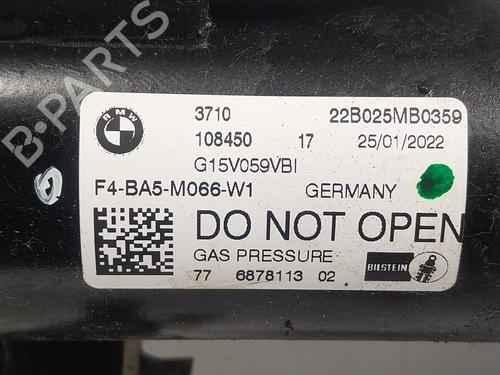 B-PARTS
BMW
3710 22B025MB0359
108450 17 25/01/2022
G15V059VBI
F4-BA5-M066-W1 GERMANY
DO NOT OPEN
GAS PRESSURE
77 6878113 02 BILSTEIN